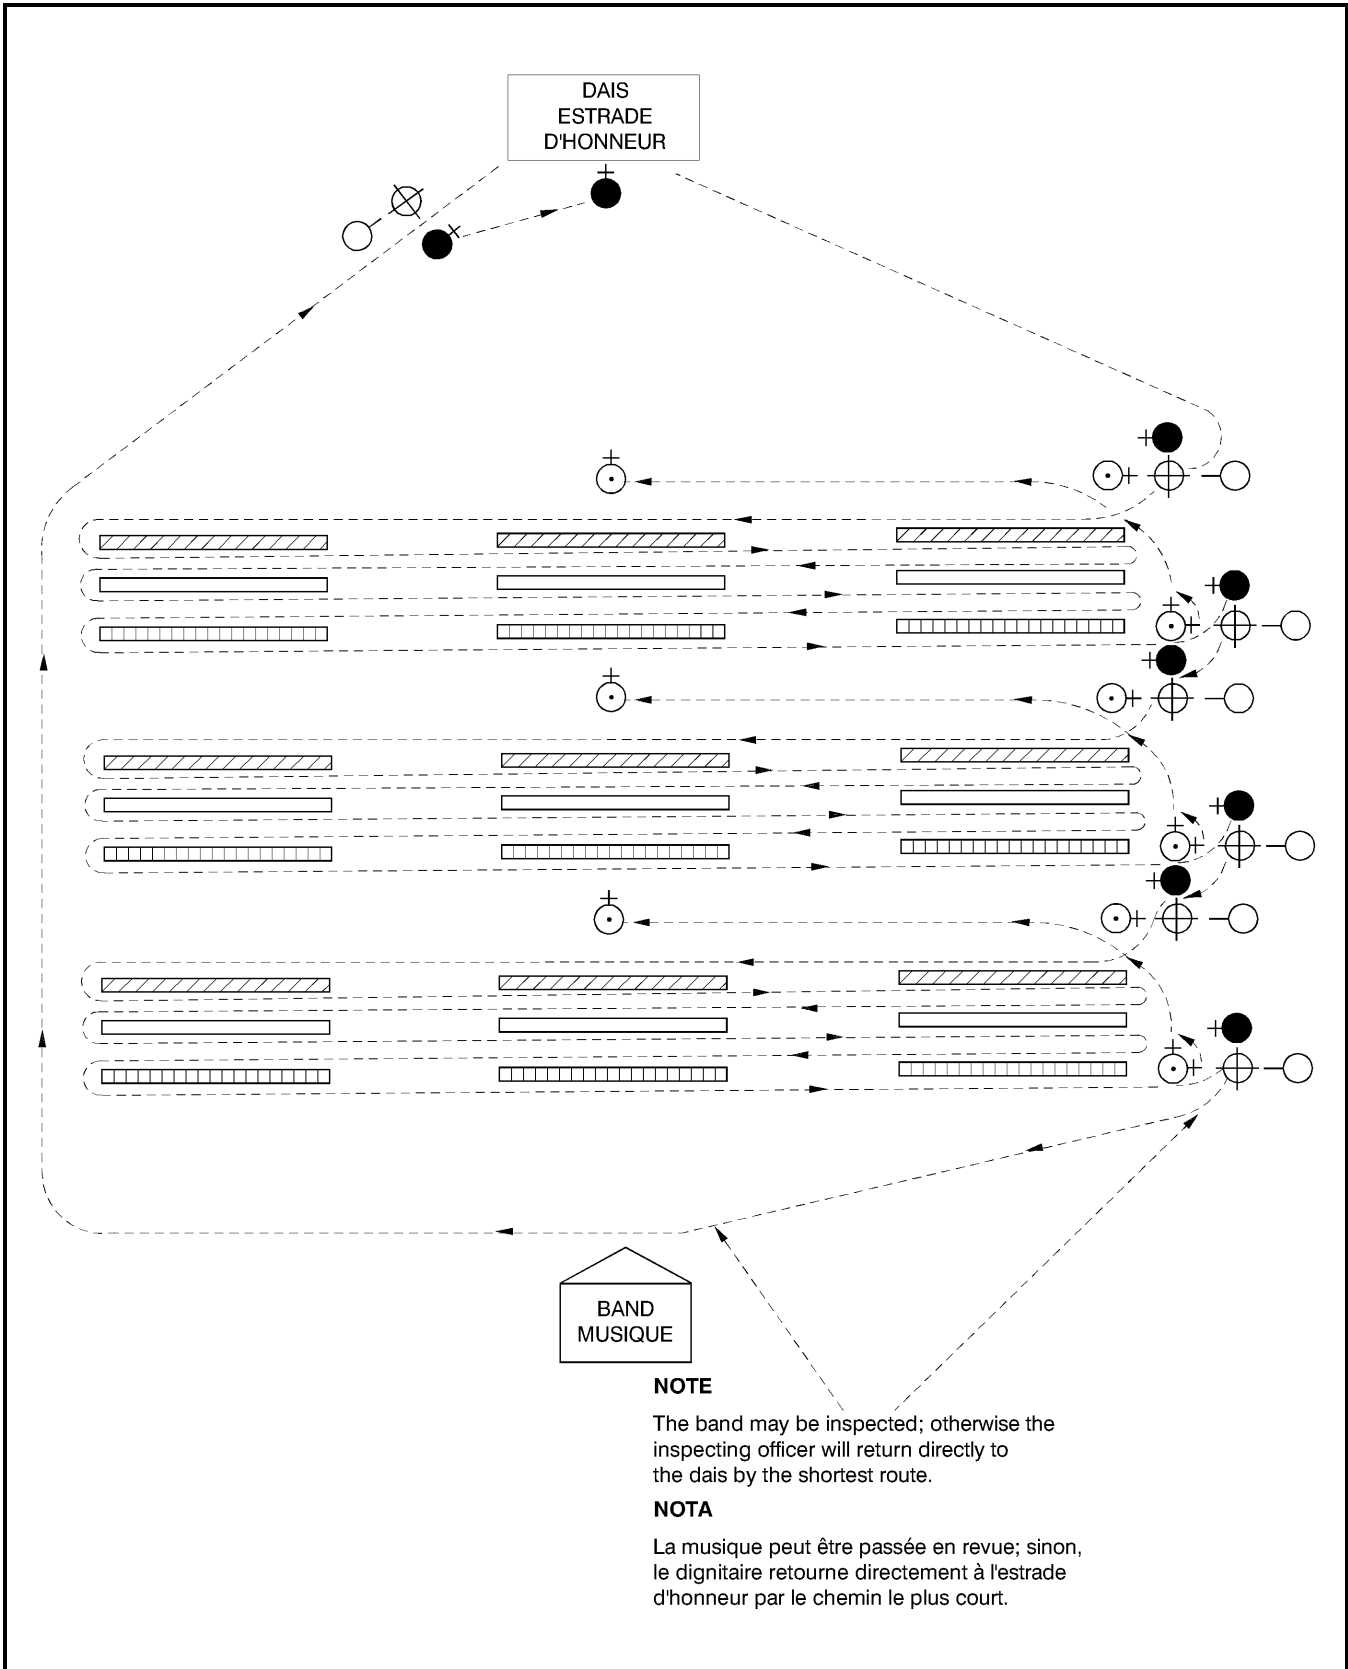 DAIS
ESTRADE
D'HONNEUR
BAND
MUSIQUE
NOTE
The band may be inspected; otherwise the
inspecting officer will return directly to
the dais by the shortest route.
NOTA
La musique peut être passée en revue; sinon,
le dignitaire retourne directement à l'estrade
d'honneur par le chemin le plus court.